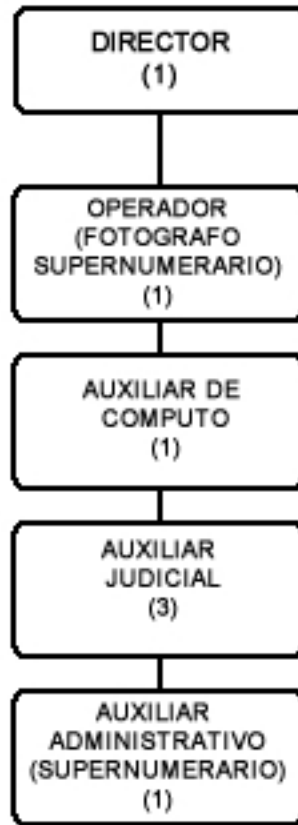 DIRECTOR
(1)
OPERADOR
(FOTOGRAFO
SUPERNUMERARIO)
(1)
AUXILIAR DE
COMPUTO
(1)
AUXILIAR
JUDICIAL
(3)
AUXILIAR
ADMINISTRATIVO
(SUPERNUMERARIO)
(1)